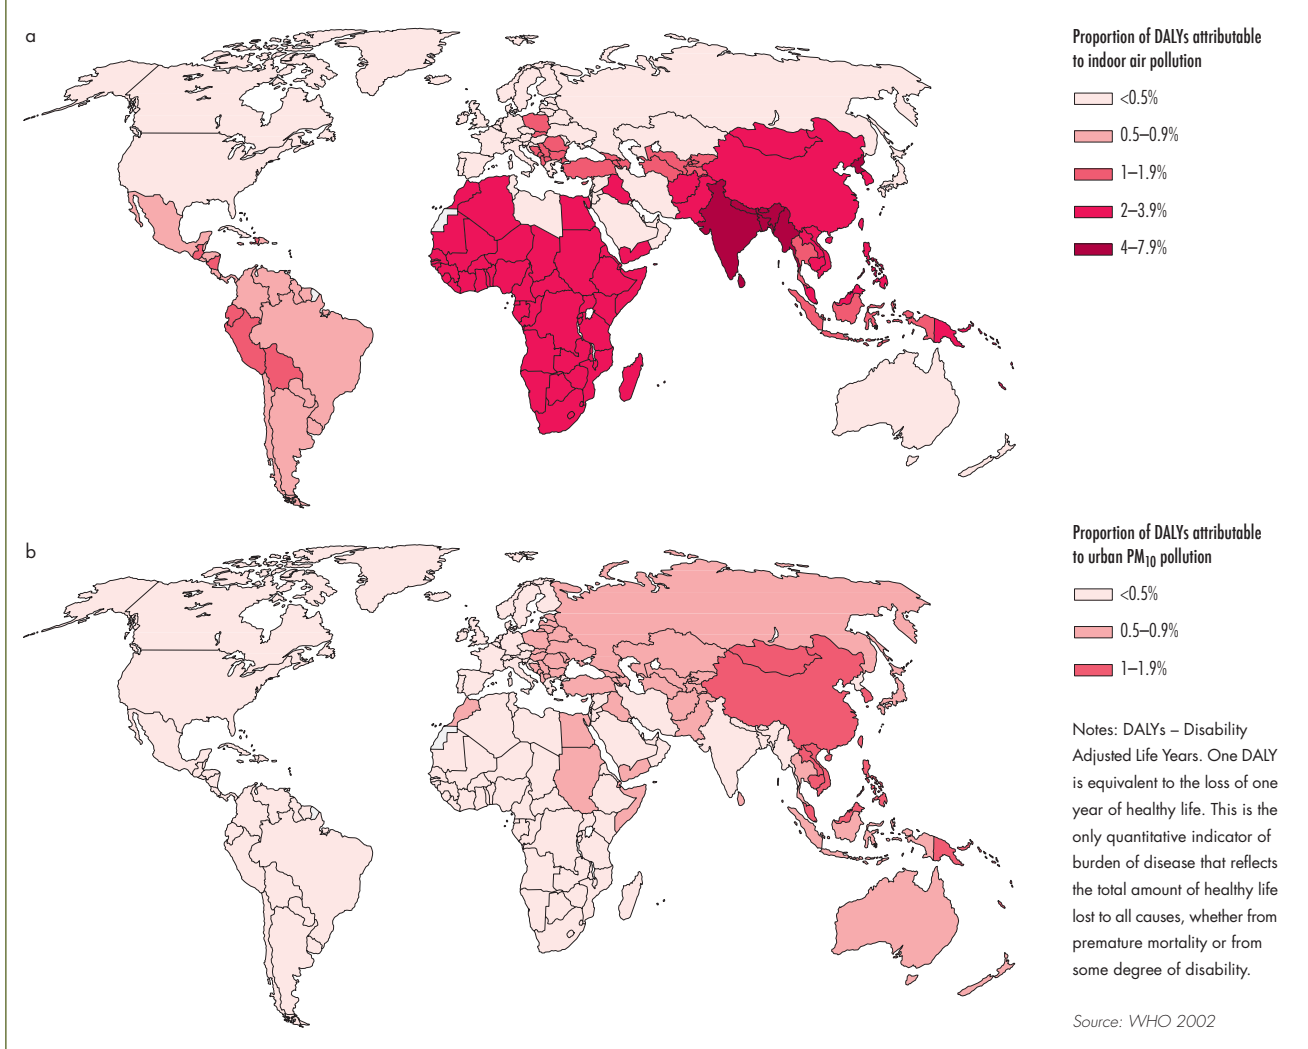 a
Proportion of DALYs attributable
to indoor air pollution
<0.5%
0.5–0.9%
1–1.9%
2–3.9%
4–7.9%
b
Proportion of DALYs attributable
to urban PM10 pollution
<0.5%
0.5–0.9%
1–1.9%
Notes: DALYs – Disability
Adjusted Life Years. One DALY
is equivalent to the loss of one
year of healthy life. This is the
only quantitative indicator of
burden of disease that reflects
the total amount of healthy life
lost to all causes, whether from
premature mortality or from
some degree of disability.
Source: WHO 2002